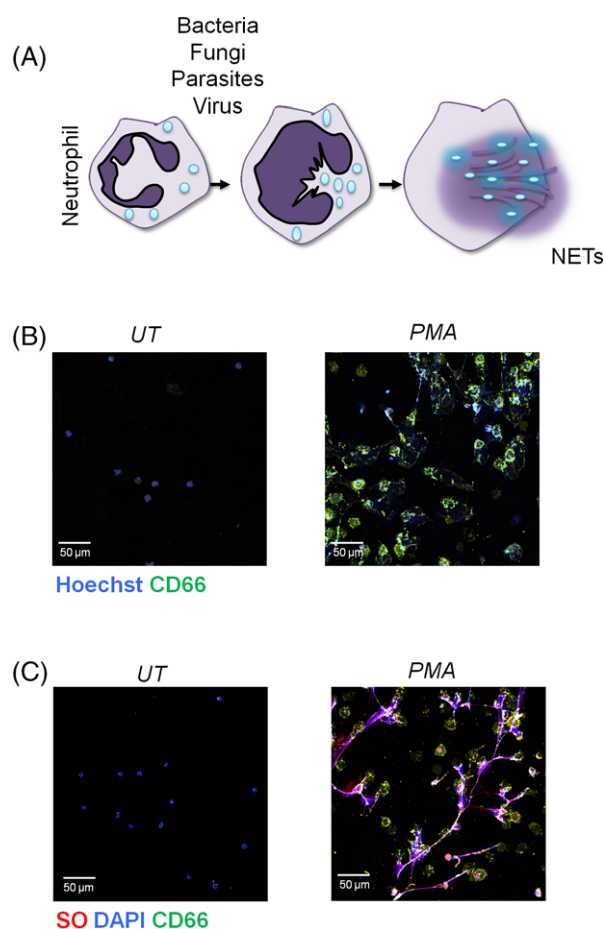 (A)
Bacteria
Fungi
Parasites
Virus
Neutrophil
NETs
(B)
UT
PMA
50 µm
50 µm
Hoechst CD66
(C)
UT
PMA
50 µm
50 µm
SO DAPI CD66